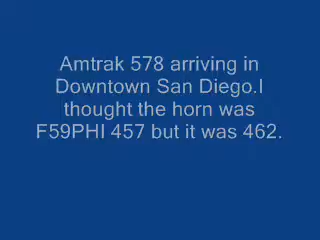 Amtrak 578 arriving in
Downtown San Diego.I
thought the horn was
F59PHI 457 but it was 462.